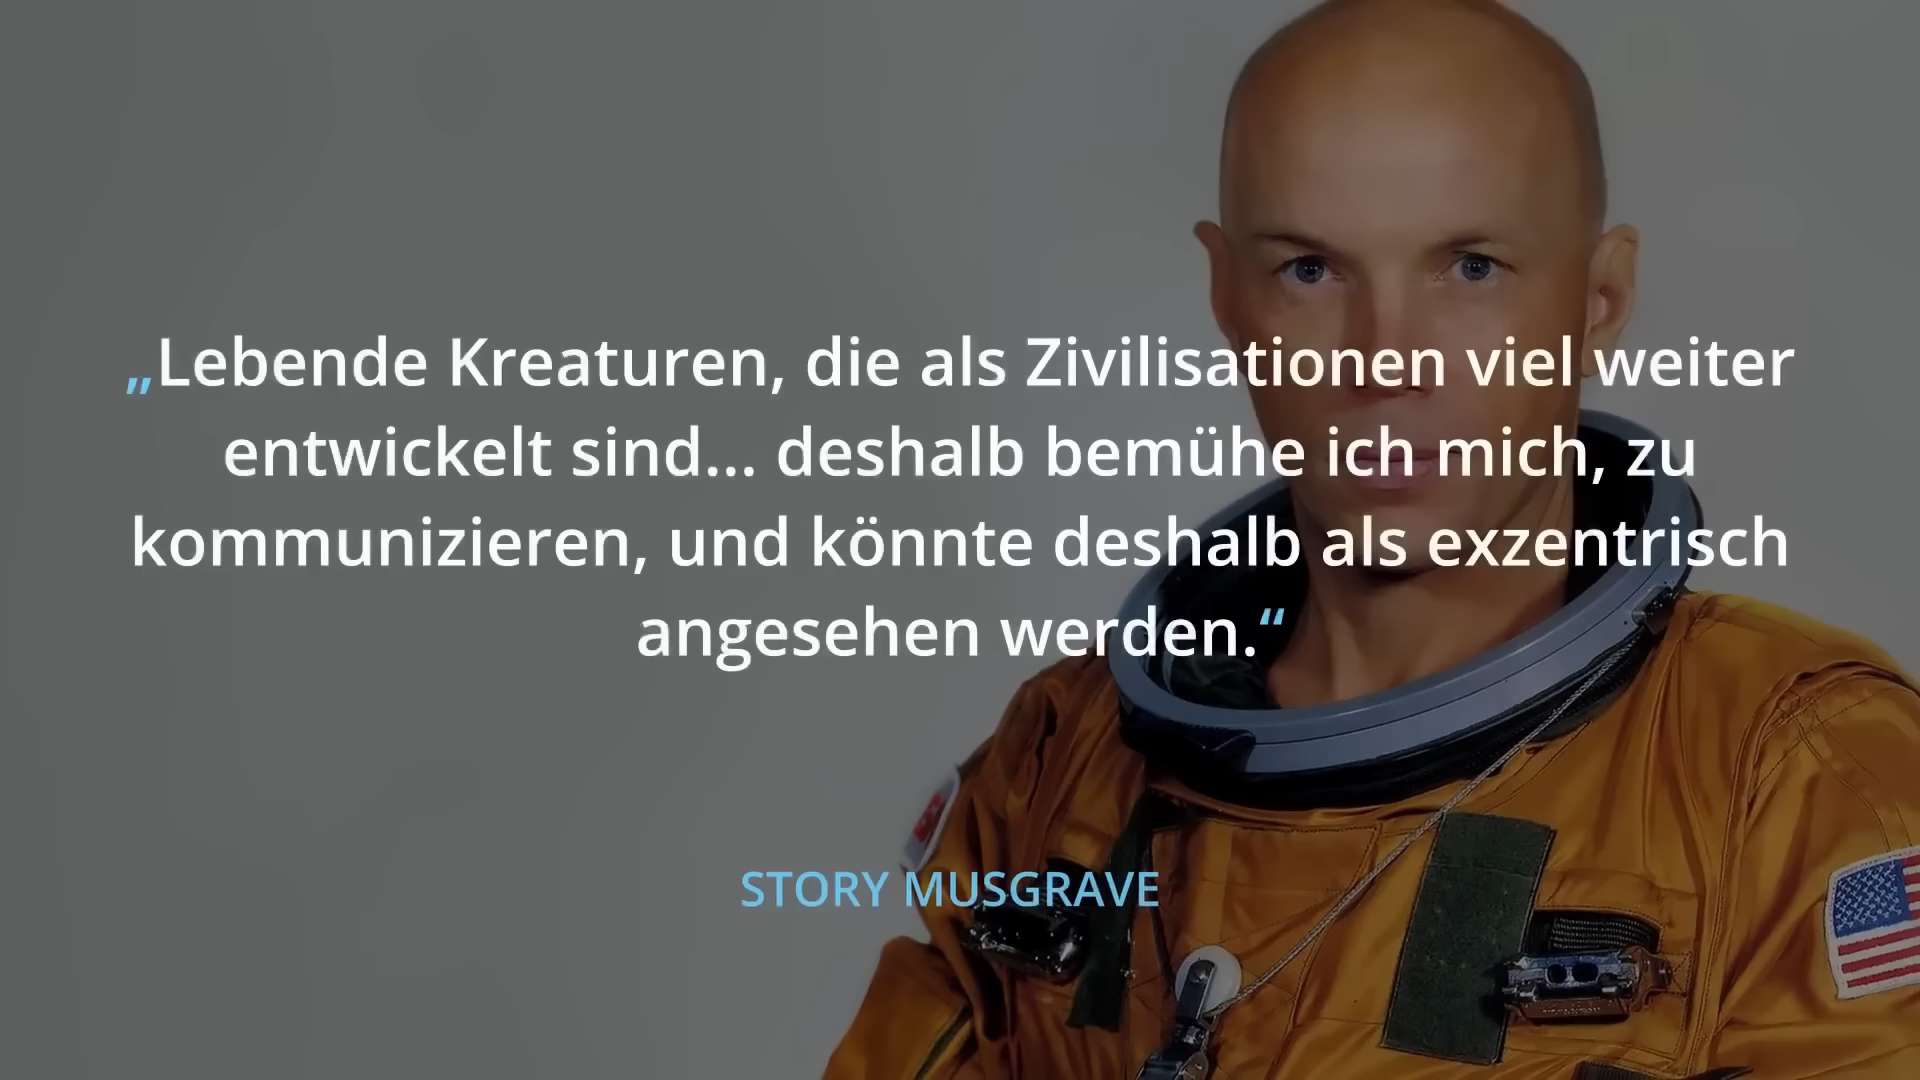 „Lebende Kreaturen, die als Zivilisationen viel weiter
entwickelt sind... deshalb bemühe ich mich, zu
kommunizieren, und könnte deshalb als exzentrisch
angesehen werden.“
STORY MUSGRAVE